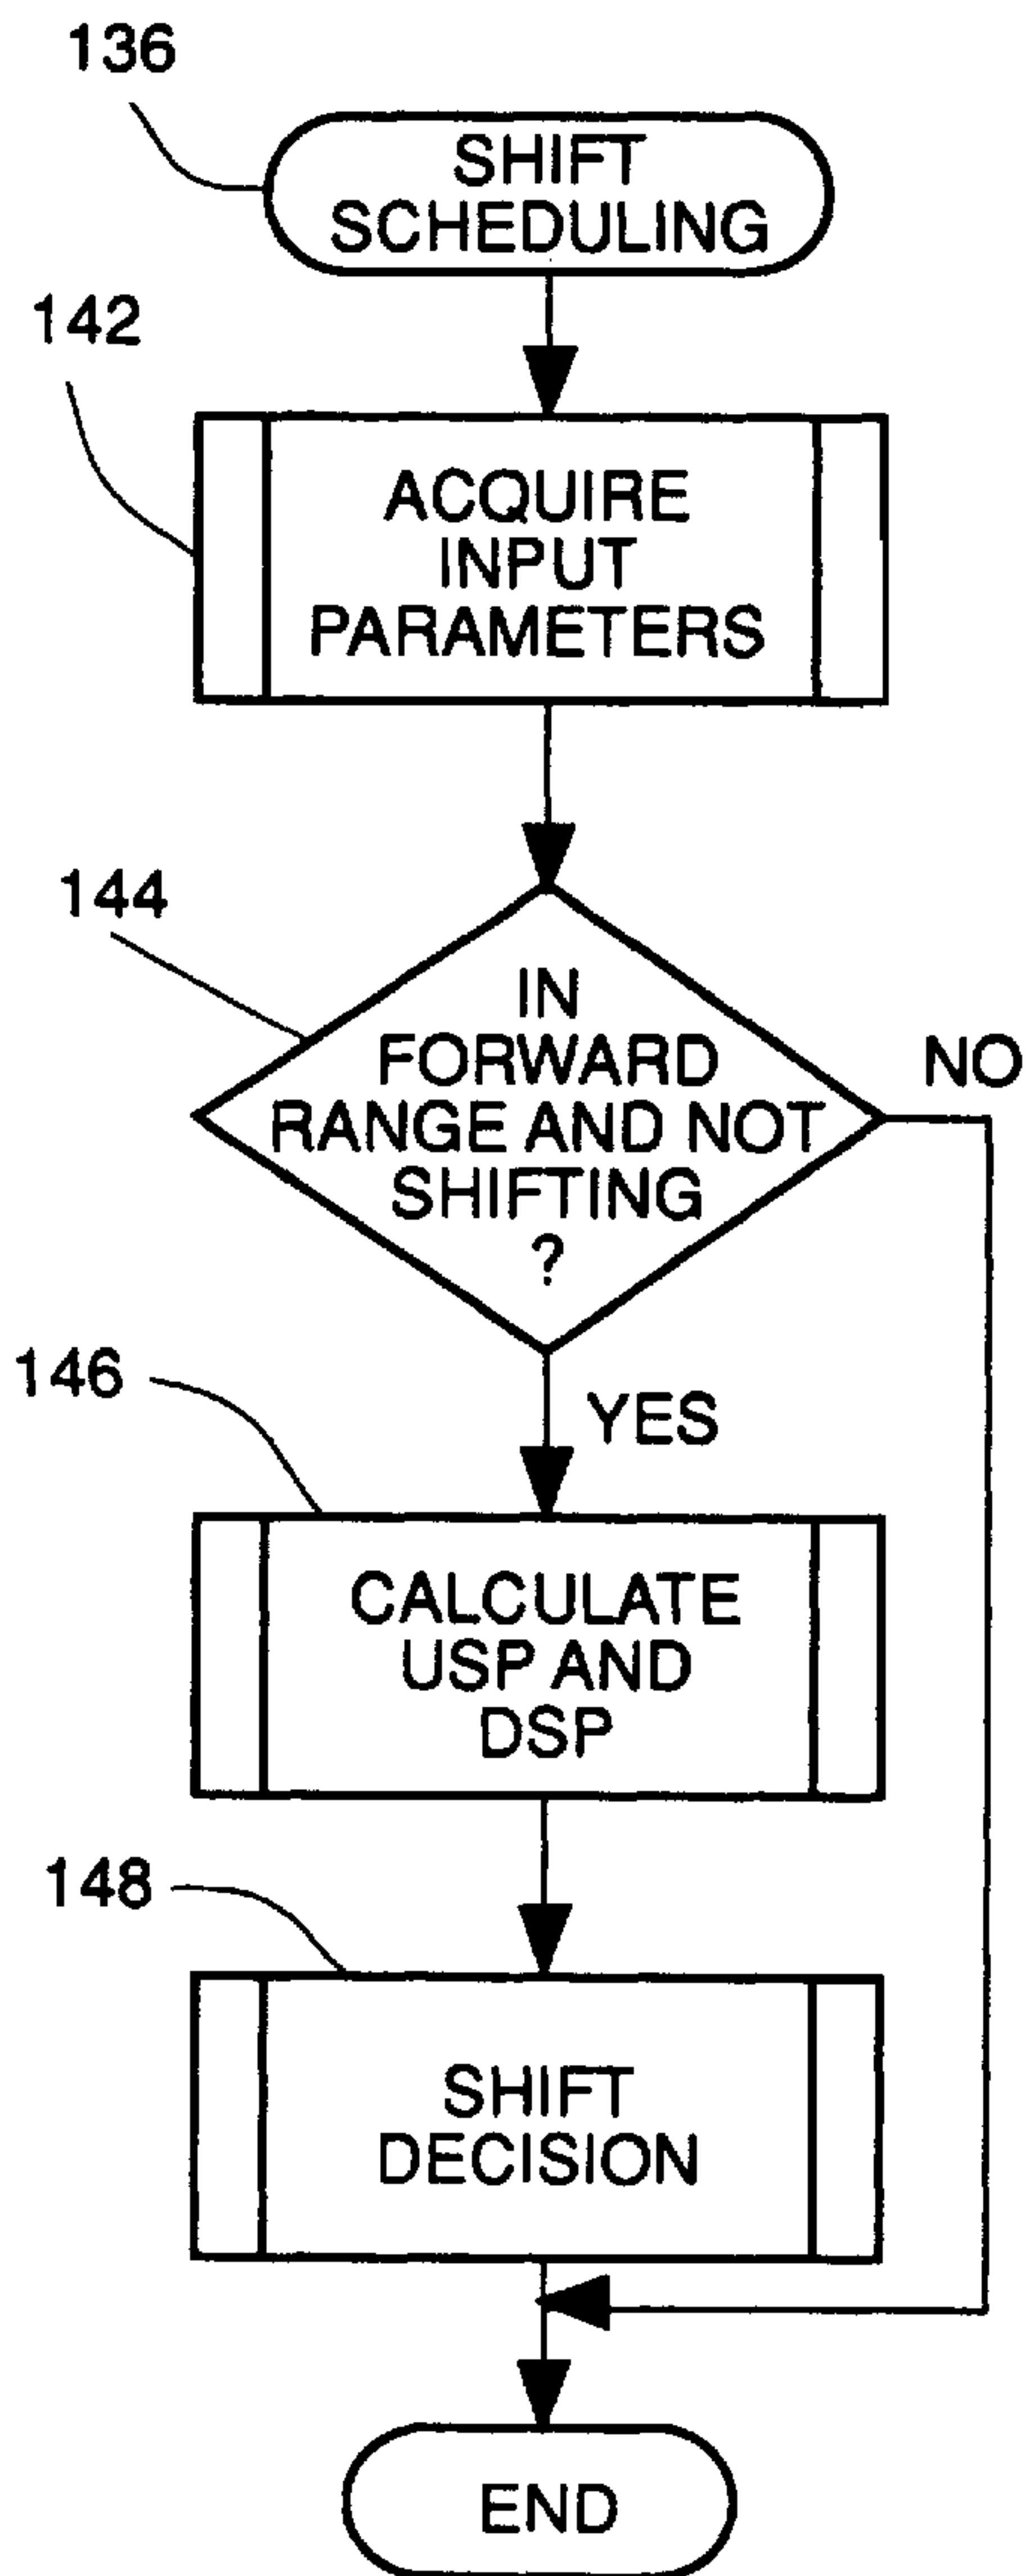 136
SHIFT
SCHEDULING
142
ACQUIRE
INPUT
PARAMETERS
144
IN
FORWARD
RANGE AND NOT
SHIFTING
?
NO
146
YES
CALCULATE
USP AND
DSP
148
SHIFT
DECISION
END